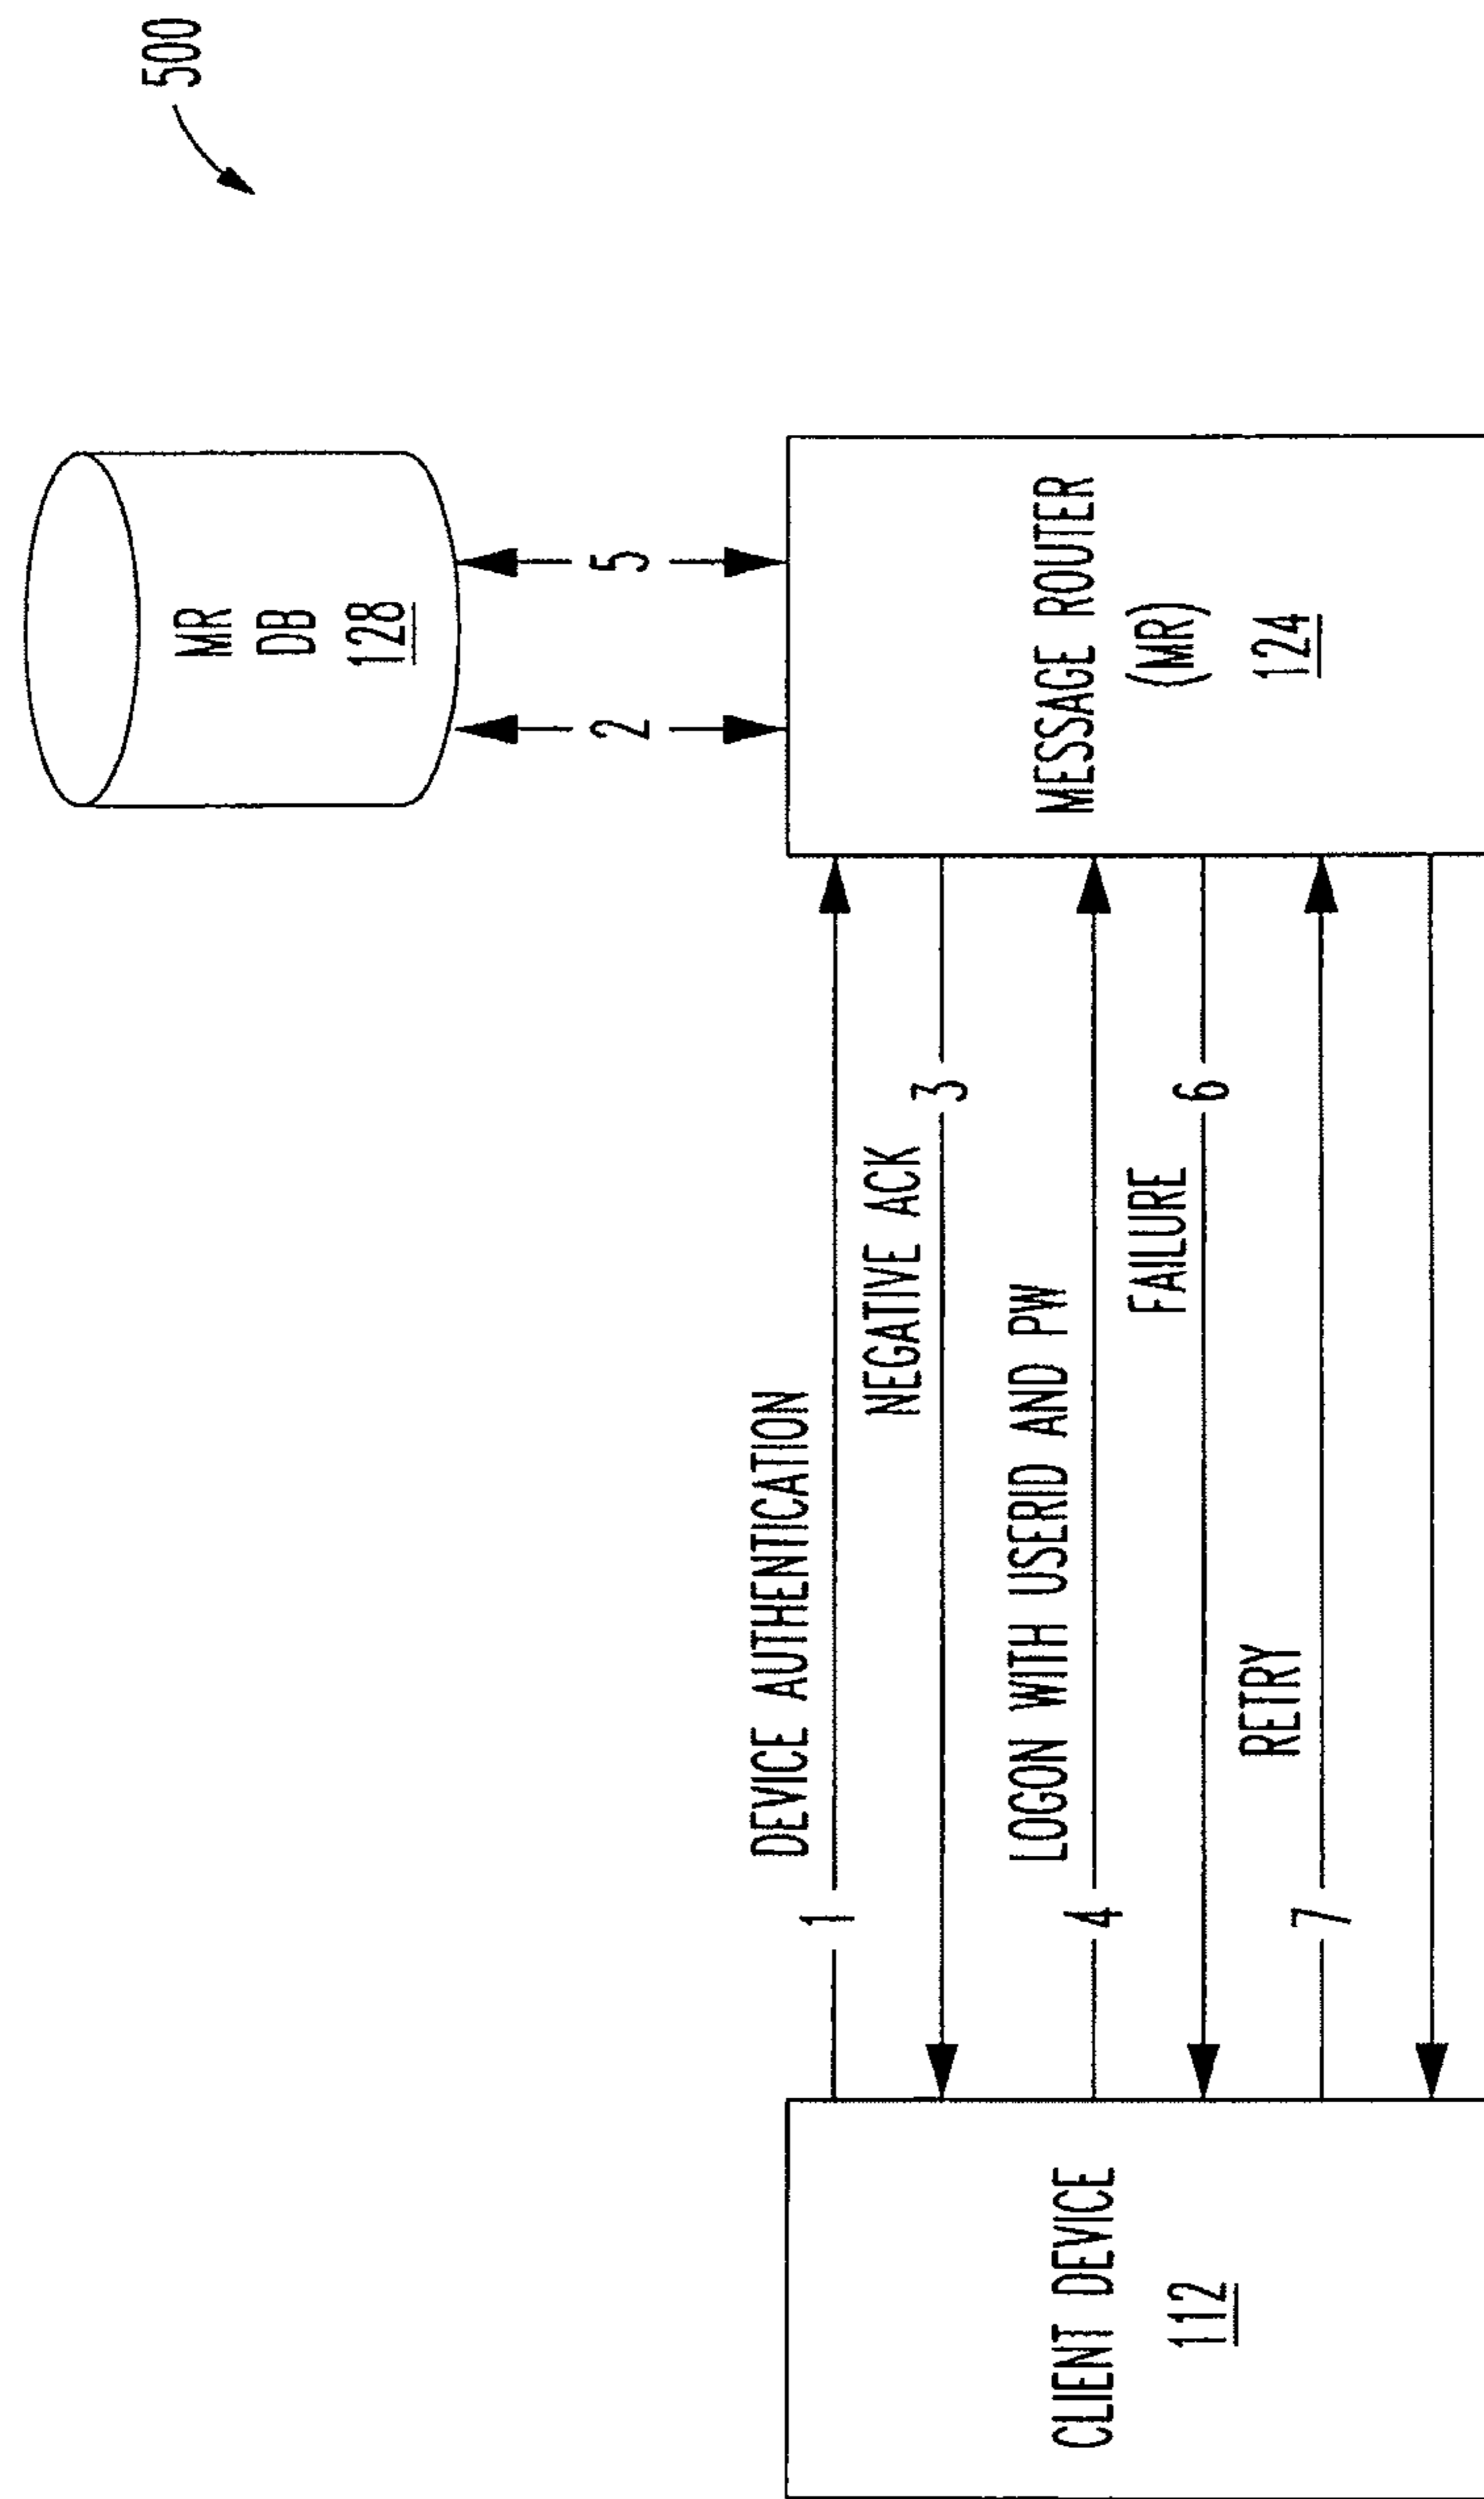 500
MR
DB
128
2
5
DEVICE AUTHENTICATION
1
NEGATIVE ACK
3
LOGON WITH USERID AND PW
4
FAILURE
6
RETRY
7
CLIENT DEVICE
112
MESSAGE ROUTER
(MR)
124